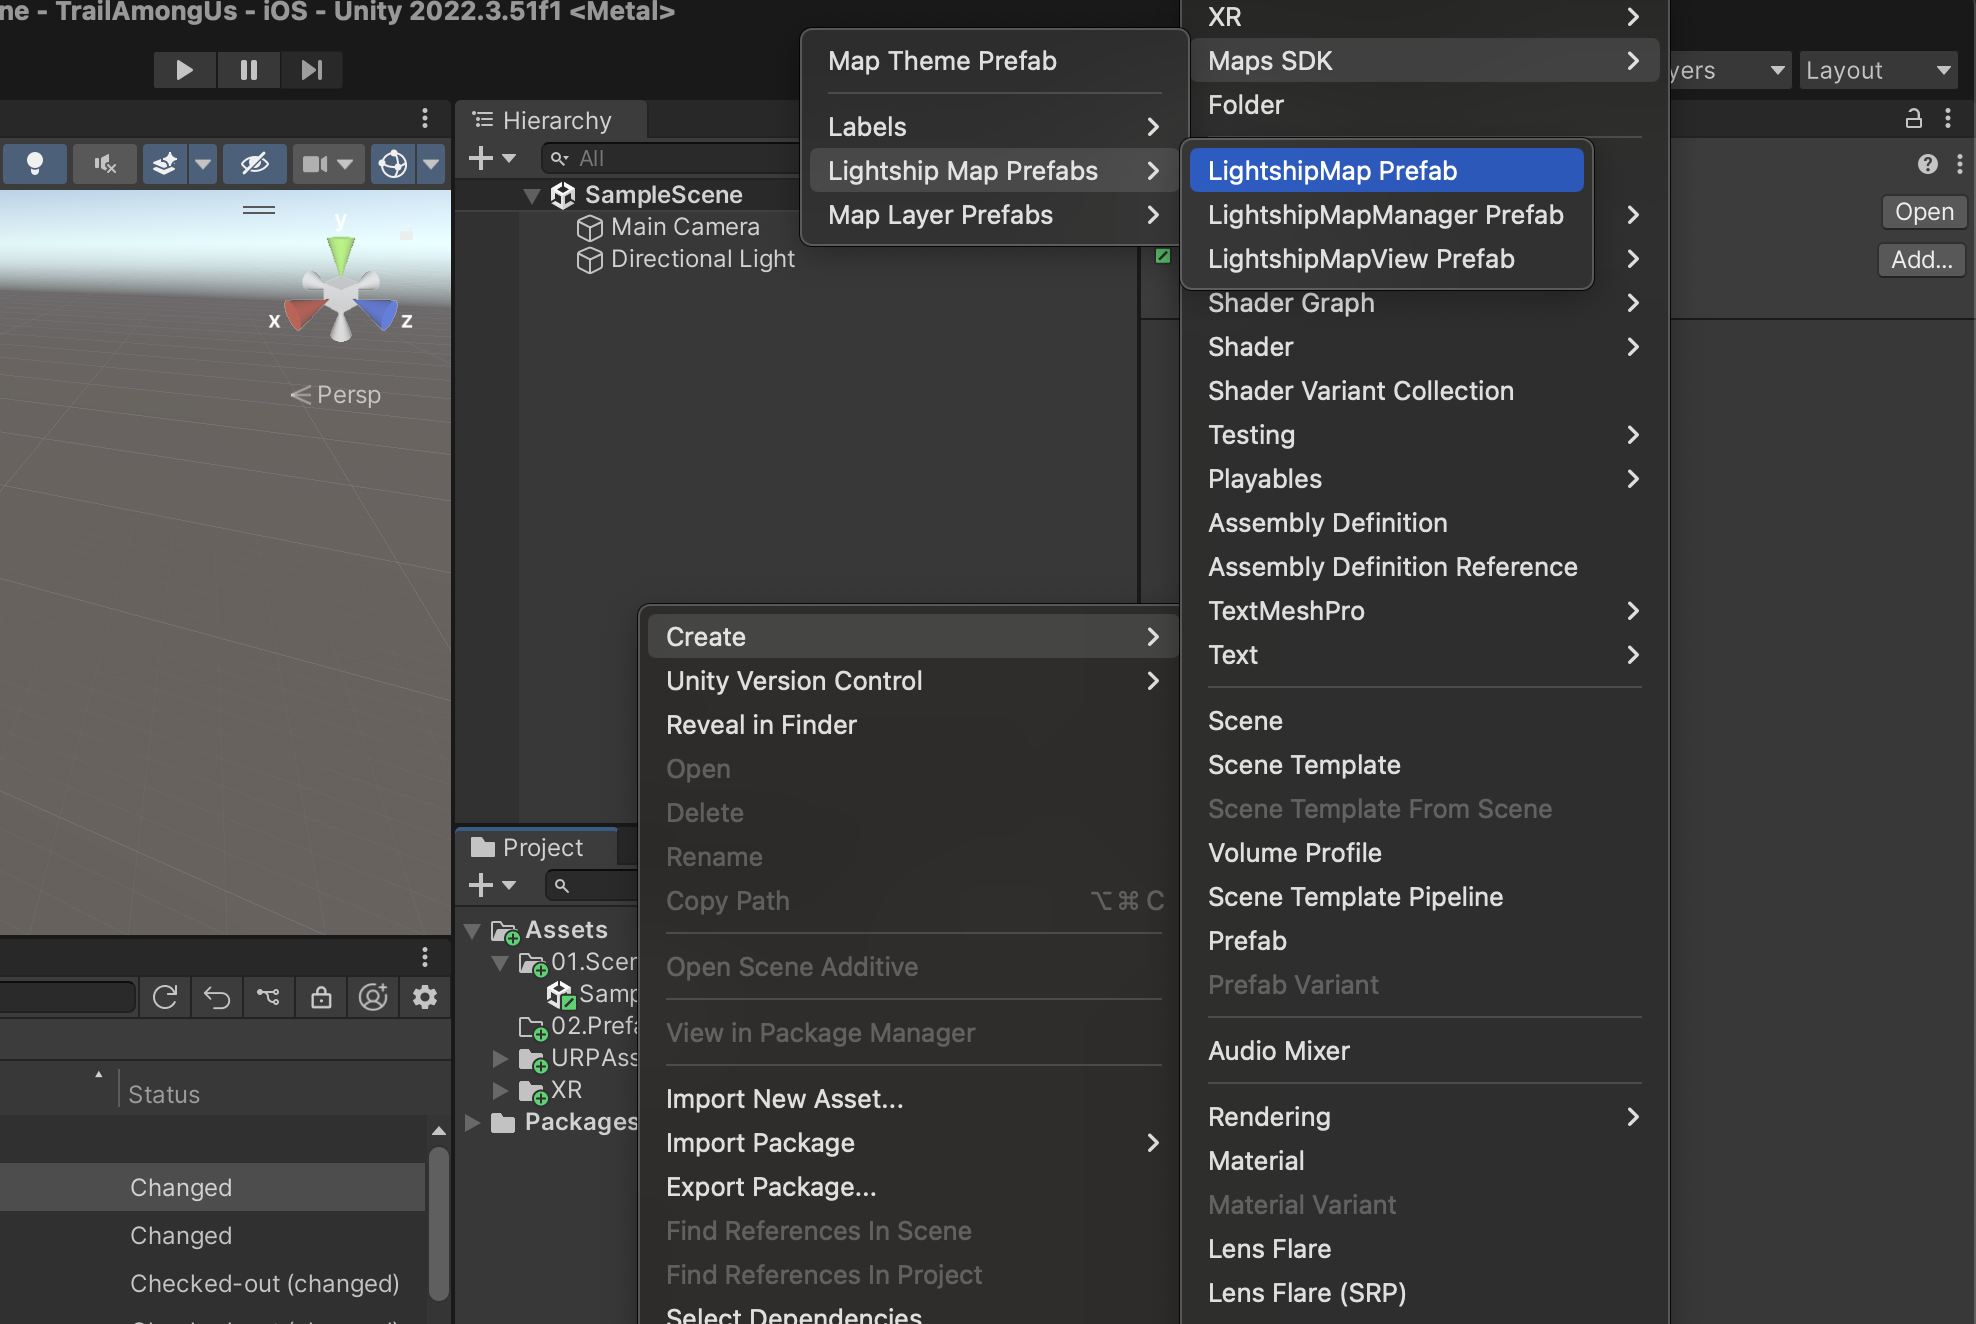 ne - TrailAmongUs - iOS - Unity 2022.3.51f1 <Metal>
yers
Layout
Hierarchy
All
SampleScene
Main Camera
Directional Light
y
x
z
Persp
Open
Add...
Map Theme Prefab
Labels
Lightship Map Prefabs
Map Layer Prefabs
XR
Maps SDK
Folder
LightshipMap Prefab
LightshipMapManager Prefab
LightshipMapView Prefab
Shader Graph
Shader
Shader Variant Collection
Testing
Playables
Assembly Definition
Assembly Definition Reference
TextMeshPro
Text
Scene
Scene Template
Scene Template From Scene
Volume Profile
Scene Template Pipeline
Prefab
Prefab Variant
Audio Mixer
Rendering
Material
Material Variant
Lens Flare
Lens Flare (SRP)
Create
Unity Version Control
Reveal in Finder
Open
Delete
Rename
Copy Path ⌥⌘C
Open Scene Additive
View in Package Manager
Import New Asset...
Import Package
Export Package...
Find References In Scene
Find References In Project
Select Dependencies
Project
Assets
01.Scen
Samp
02.Prefa
URPAss
XR
Packages
Status
Changed
Changed
Checked-out (changed)